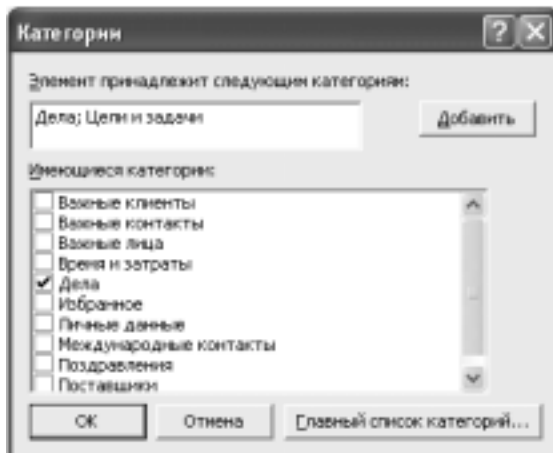 Категории
Элемент принадлежит следующим категориям:
Дела; Цели и задачи
Добавить
Имеющиеся категории:
Важные клиенты
Важные контакты
Важные лица
Время и затраты
Дела
Избранное
Личные данные
Международные контакты
Поздравления
Поставщики
ОК
Отмена
Главный список категорий...